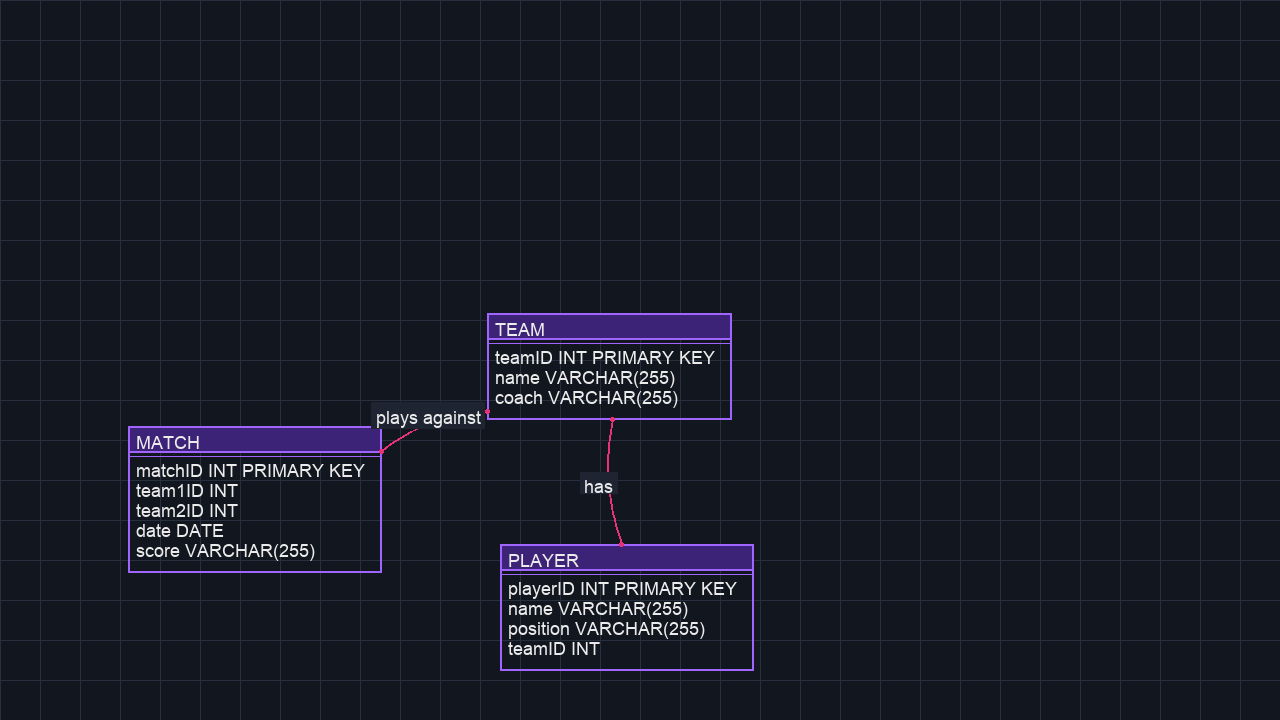 TEAM
teamID INT PRIMARY KEY
name VARCHAR(255)
coach VARCHAR(255)
plays against
MATCH
matchID INT PRIMARY KEY
team1ID INT
team2ID INT
date DATE
score VARCHAR(255)
has
PLAYER
playerID INT PRIMARY KEY
name VARCHAR(255)
position VARCHAR(255)
teamID INT